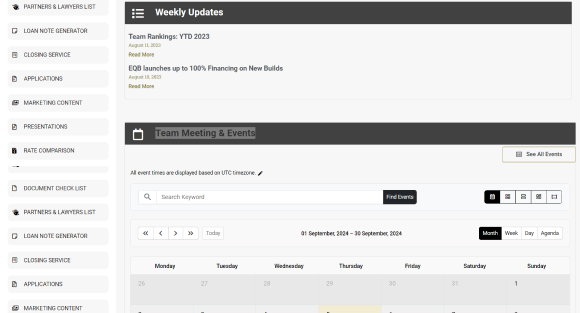 PARTNERS & LAWYERS LIST
LOAN NOTE GENERATOR
CLOSING SERVICE
APPLICATIONS
MARKETING CONTENT
PRESENTATIONS
RATE COMPARISON
DOCUMENT CHECK LIST
PARTNERS & LAWYERS LIST
LOAN NOTE GENERATOR
CLOSING SERVICE
APPLICATIONS
MARKETING CONTENT
Weekly Updates
Team Rankings: YTD 2023
August 11, 2023
Read More
EQB launches up to 100% Financing on New Builds
August 10, 2023
Read More
Team Meeting & Events
See All Events
All event times are displayed based on UTC timezone.
Search Keyword Find Events
Today 01 September, 2024 – 30 September, 2024 Month Week Day Agenda
Monday Tuesday Wednesday Thursday Friday Saturday Sunday
26 27 28 29 30 31 1